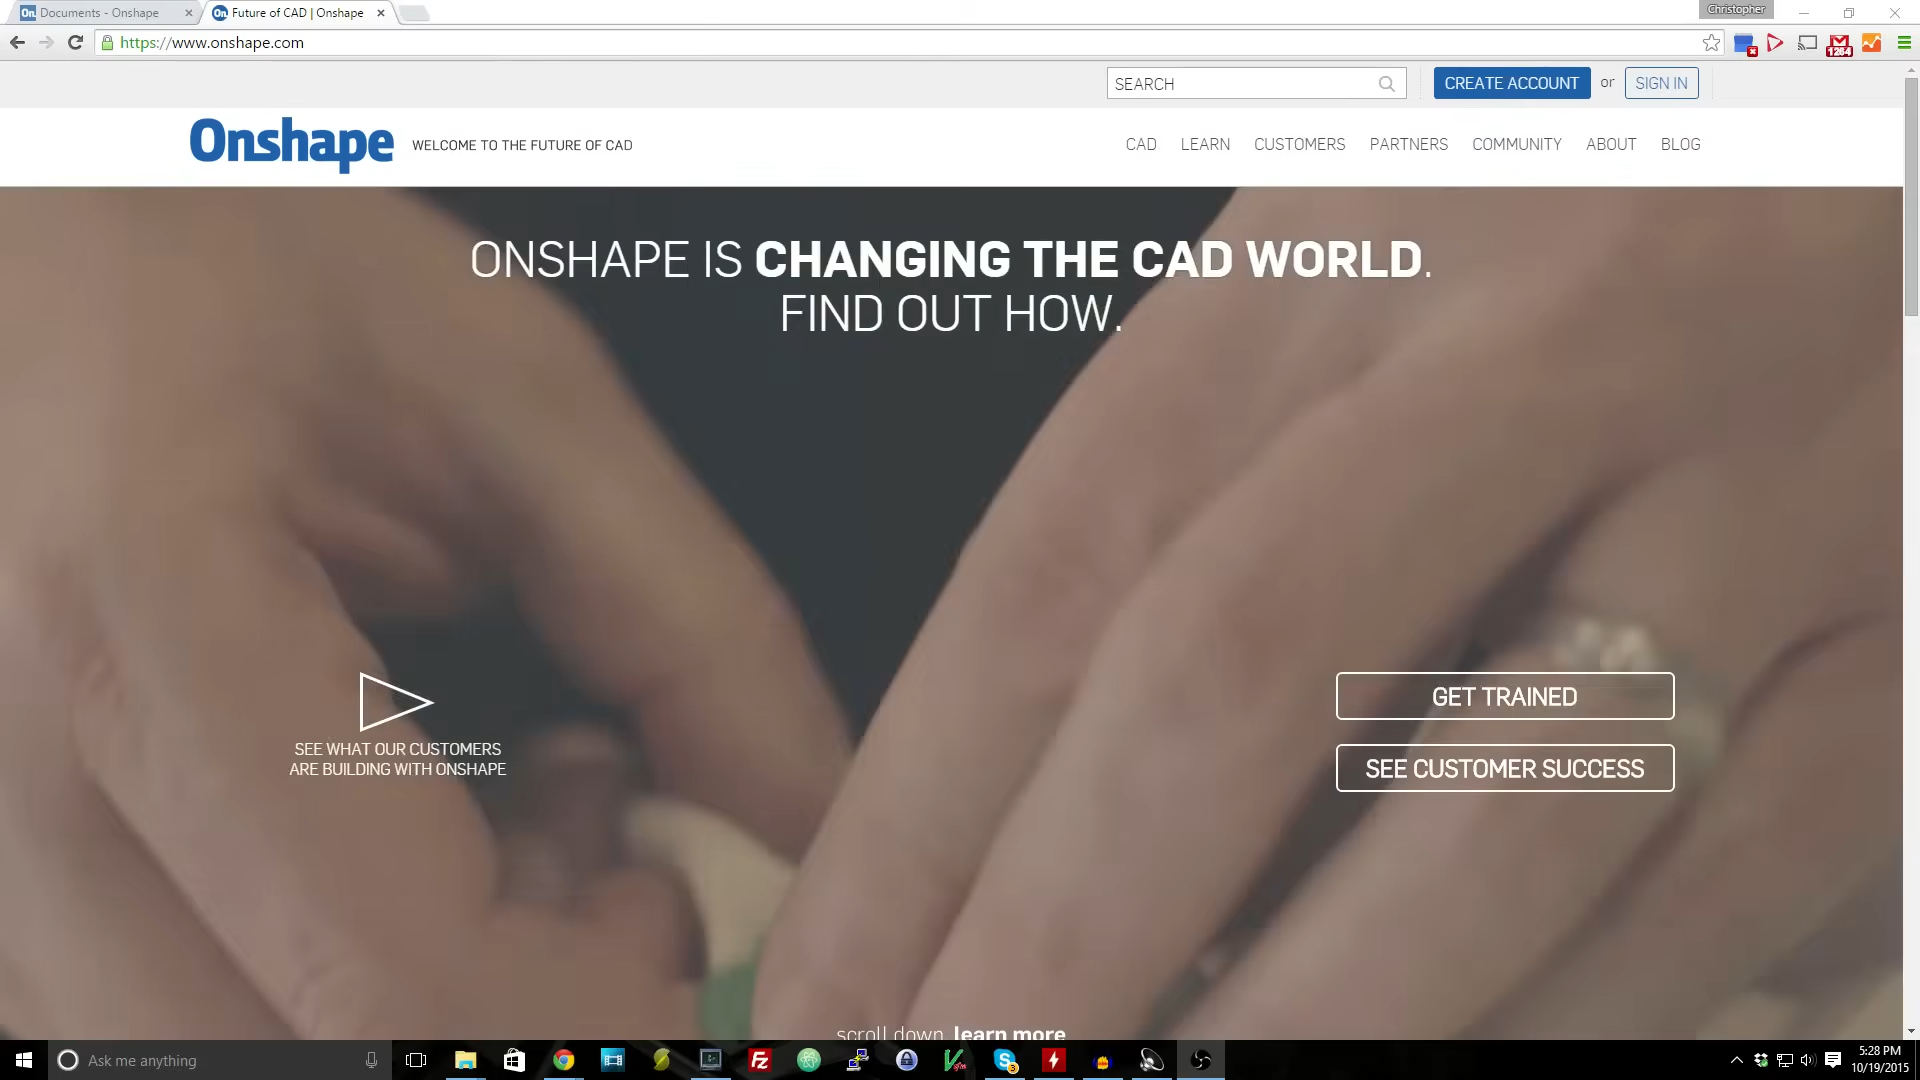 Documents - Onshape
Future of CAD | Onshape
Christopher
https://www.onshape.com
1264
SEARCH
CREATE ACCOUNT or SIGN IN
Onshape WELCOME TO THE FUTURE OF CAD
CAD LEARN CUSTOMERS PARTNERS COMMUNITY ABOUT BLOG
ONSHAPE IS CHANGING THE CAD WORLD.
FIND OUT HOW.
SEE WHAT OUR CUSTOMERS
ARE BUILDING WITH ONSHAPE
GET TRAINED
SEE CUSTOMER SUCCESS
scroll down learn more
Ask me anything
5:28 PM
10/19/2015